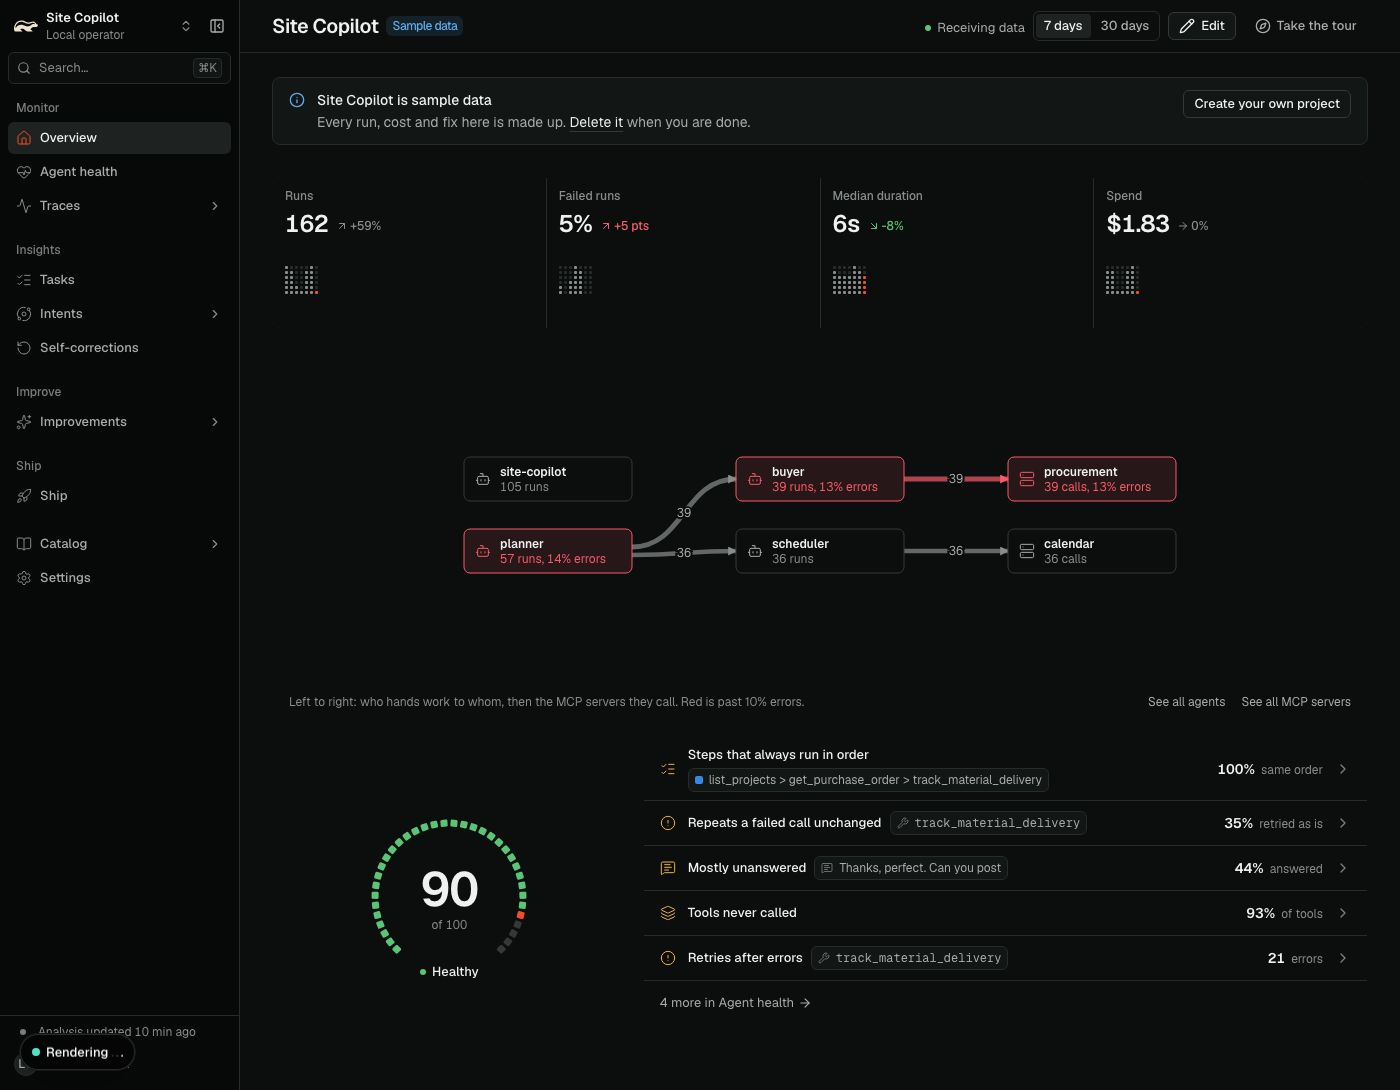 Site Copilot
Local operator
Search...
⌘K
Monitor
Overview
Agent health
Traces
Insights
Tasks
Intents
Self-corrections
Improve
Improvements
Ship
Ship
Catalog
Settings
Analysis updated 10 min ago
Rendering ...
Site Copilot
Sample data
Receiving data
7 days
30 days
Edit
Take the tour
Site Copilot is sample data
Every run, cost and fix here is made up. Delete it when you are done.
Create your own project
Runs
162 +59%
Failed runs
5% +5 pts
Median duration
6s -8%
Spend
$1.83 0%
site-copilot
105 runs
buyer
39 runs, 13% errors
39
procurement
39 calls, 13% errors
39
planner
57 runs, 14% errors
36
scheduler
36 runs
36
calendar
36 calls
Left to right: who hands work to whom, then the MCP servers they call. Red is past 10% errors.
See all agents
See all MCP servers
90
of 100
Healthy
Steps that always run in order
list_projects > get_purchase_order > track_material_delivery
100% same order
Repeats a failed call unchanged track_material_delivery 35% retried as is
Mostly unanswered Thanks, perfect. Can you post 44% answered
Tools never called 93% of tools
Retries after errors track_material_delivery 21 errors
4 more in Agent health